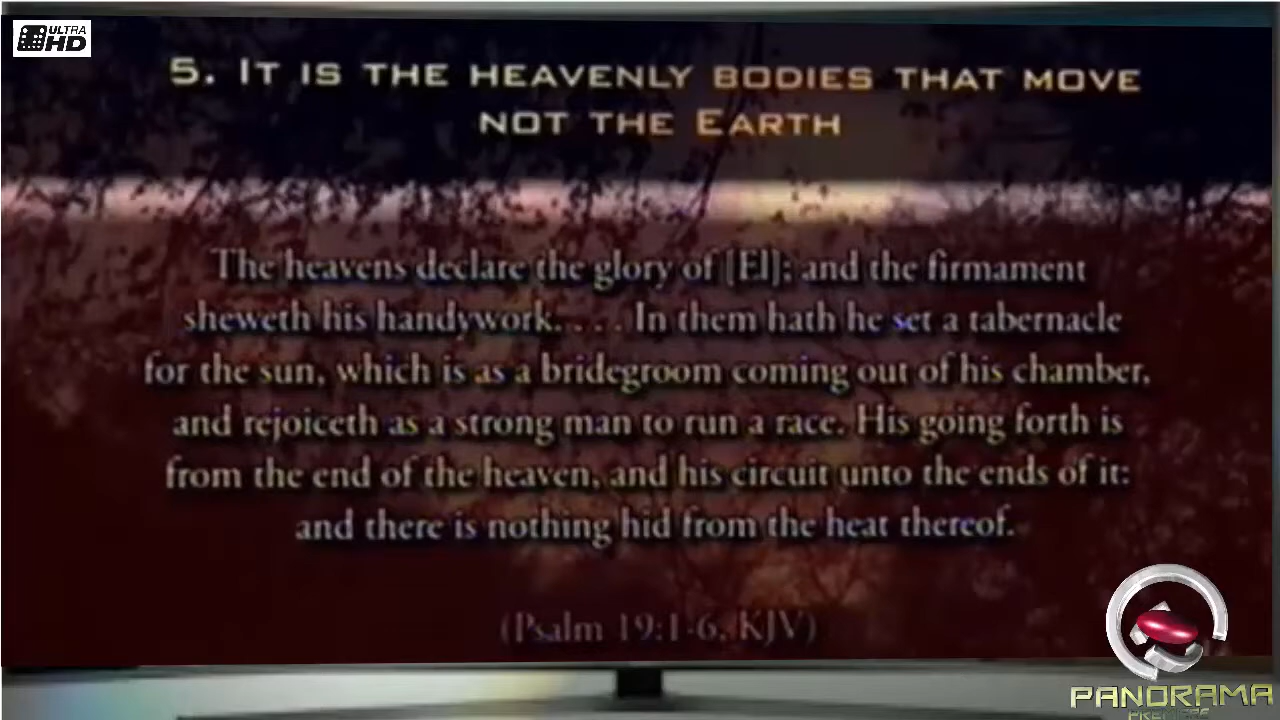 ULTRA
HD
5. IT IS THE HEAVENLY BODIES THAT MOVE
NOT THE EARTH
The heavens declare the glory of [El]; and the firmament
sheweth his handywork. . . . In them hath he set a tabernacle
for the sun, which is as a bridegroom coming out of his chamber,
and rejoiceth as a strong man to run a race. His going forth is
from the end of the heaven, and his circuit unto the ends of it:
and there is nothing hid from the heat thereof.
(Psalm 19:1-6, KJV)
PANORAMA
PREMIERE